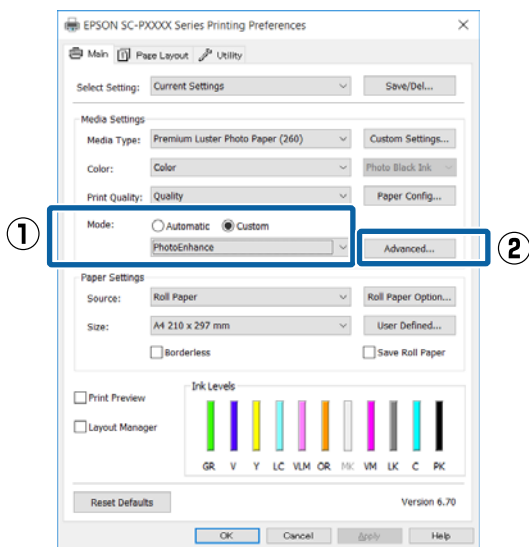 EPSON SC-PXXXX Series Printing Preferences
Main Page Layout Utility
Select Setting: Current Settings Save/Del...
Media Settings
Media Type: Premium Luster Photo Paper (260) Custom Settings...
Color: Color Photo Black Ink
Print Quality: Quality Paper Config...
① Mode: Automatic Custom
PhotoEnhance Advanced... ②
Paper Settings
Source: Roll Paper Roll Paper Option...
Size: A4 210 x 297 mm User Defined...
Borderless Save Roll Paper
Ink Levels
Print Preview
Layout Manager
GR V Y LC VLM OR MK VM LK C PK
Reset Defaults Version 6.70
OK Cancel Apply Help